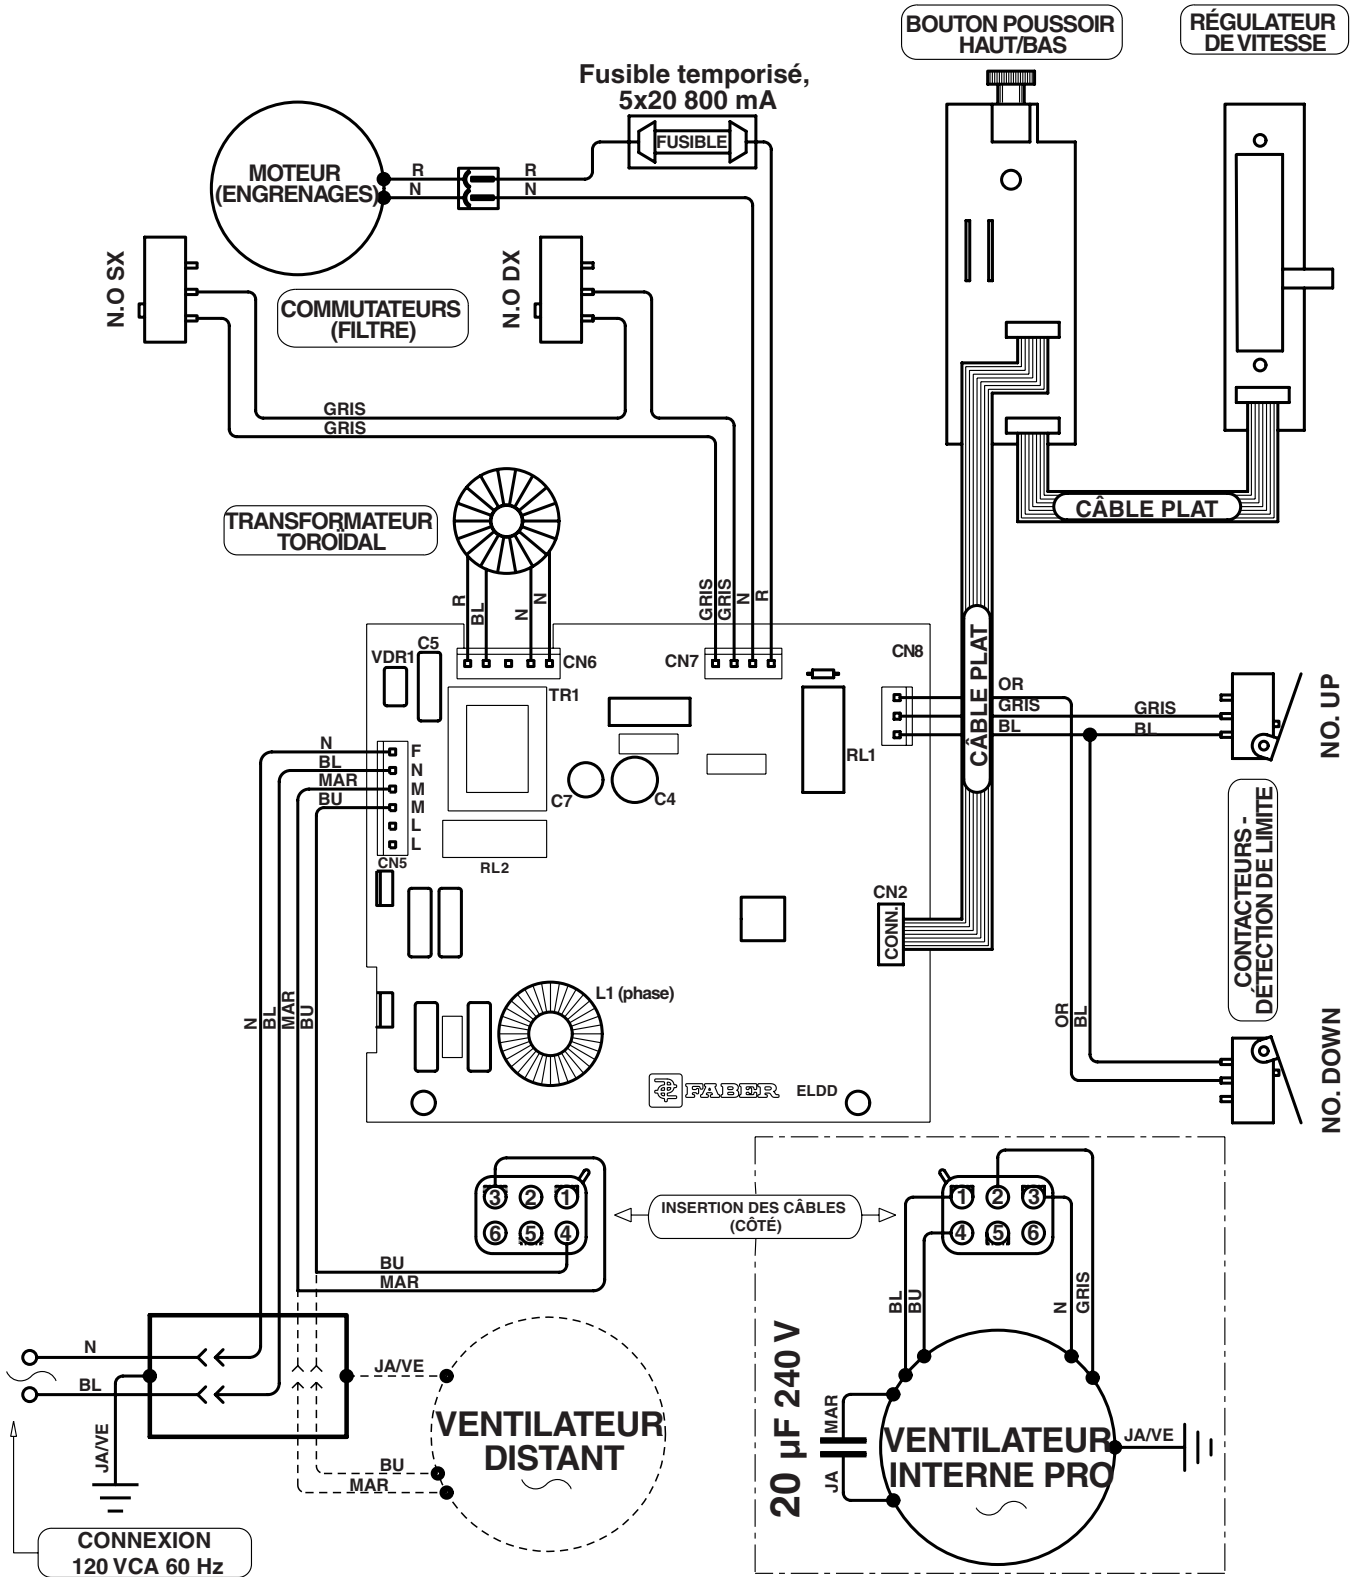 BOUTON POUSSOIR
HAUT/BAS
RÉGULATEUR
DE VITESSE
Fusible temporisé,
5x20 800 mA
FUSIBLE
MOTEUR
(ENGRENAGES)
R
N
R
N
N.O SX
COMMUTATEURS
(FILTRE)
N.O DX
GRIS
GRIS
TRANSFORMATEUR
TOROÏDAL
CÂBLE PLAT
R
BL
N
N
GRIS
GRIS
N
R
VDR1
C5
CN6
CN7
CN8
TR1
CÂBLE PLAT
OR
GRIS
BL
GRIS
BL
NO. UP
N
BL
MAR
BU
F
N
M
M
L
L
CN5
C7
C4
RL1
RL2
CN2
CONN.
CONTACTEURS -
DÉTECTION DE LIMITE
N
BL
MAR
BU
L1 (phase)
OR
BL
FABER
ELDD
NO. DOWN
3
2
1
6
5
4
INSERTION DES CÂBLES
(CÔTÉ)
1
2
3
4
5
6
BU
MAR
BL
BU
N
GRIS
N
BL
JA/VE
JA/VE
VENTILATEUR
DISTANT
BU
MAR
20 µF 240 V
MAR
JA
VENTILATEUR
INTERNE PRO
JA/VE
CONNEXION
120 VCA 60 Hz